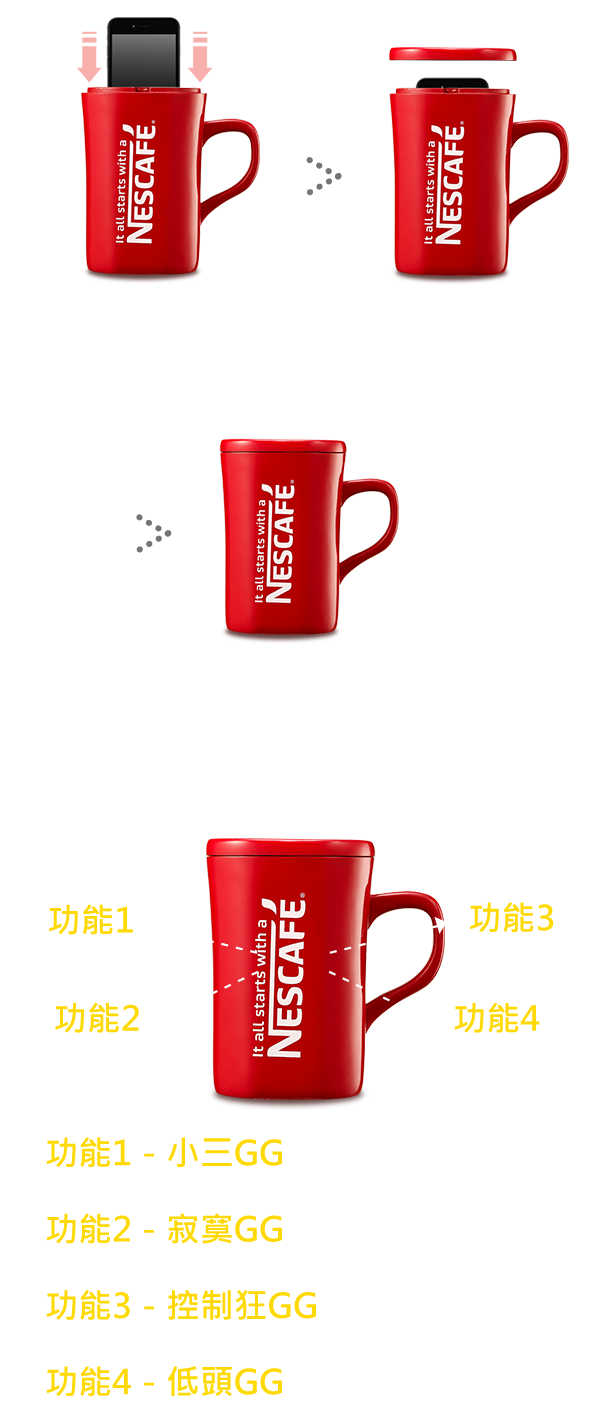 It all starts with a
NESCAFÉ®
It all starts with a
NESCAFÉ®
It all starts with a
NESCAFÉ®
功能1
功能3
It all starts with a
NESCAFÉ®
功能2
功能4
功能1 - 小三GG
功能2 - 寂寞GG
功能3 - 控制狂GG
功能4 - 低頭GG